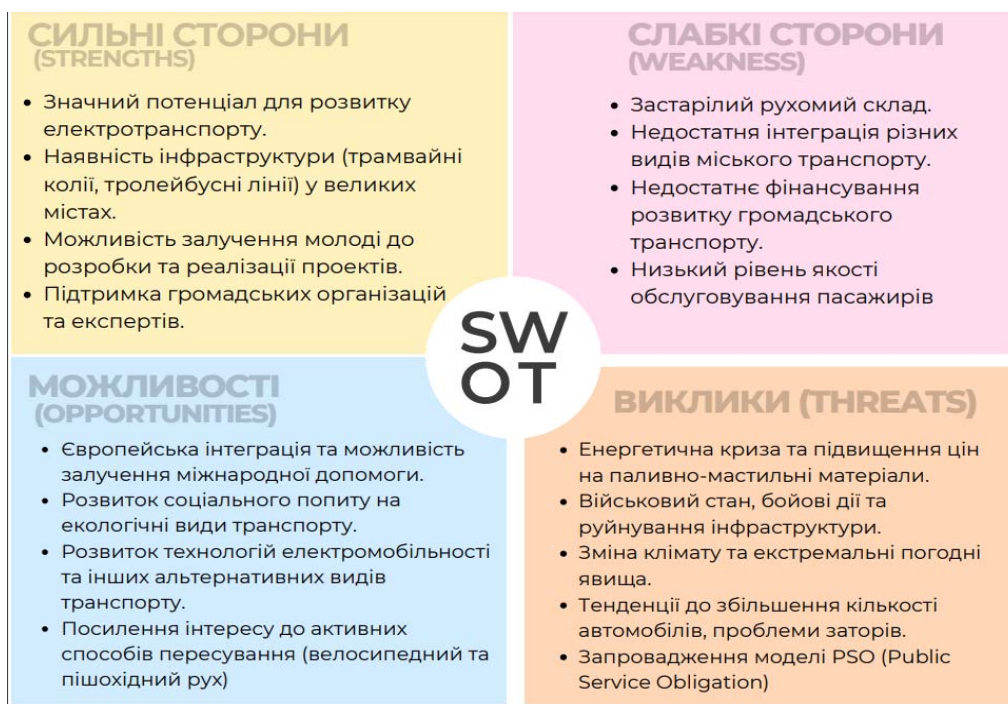 СИЛЬНІ СТОРОНИ
(STRENGTHS)
• Значний потенціал для розвитку
електротранспорту.
• Наявність інфраструктури (трамвайні
колії, тролейбусні лінії) у великих
містах.
• Можливість залучення молоді до
розробки та реалізації проектів.
• Підтримка громадських організацій
та експертів.
СЛАБКІ СТОРОНИ
(WEAKNESS)
• Застарілий рухомий склад.
• Недостатня інтеграція різних
видів міського транспорту.
• Недостатнє фінансування
розвитку громадського
транспорту.
• Низький рівень якості
обслуговування пасажирів
SW
OT
МОЖЛИВОСТІ
(OPPORTUNITIES)
• Європейська інтеграція та можливість
залучення міжнародної допомоги.
• Розвиток соціального попиту на
екологічні види транспорту.
• Розвиток технологій електромобільності
та інших альтернативних видів
транспорту.
• Посилення інтересу до активних
способів пересування (велосипедний та
пішохідний рух)
ВИКЛИКИ (THREATS)
• Енергетична криза та підвищення цін
на паливно-мастильні матеріали.
• Військовий стан, бойові дії та
руйнування інфраструктури.
• Зміна клімату та екстремальні погодні
явища.
• Тенденції до збільшення кількості
автомобілів, проблеми заторів.
• Запровадження моделі PSO (Public
Service Obligation)